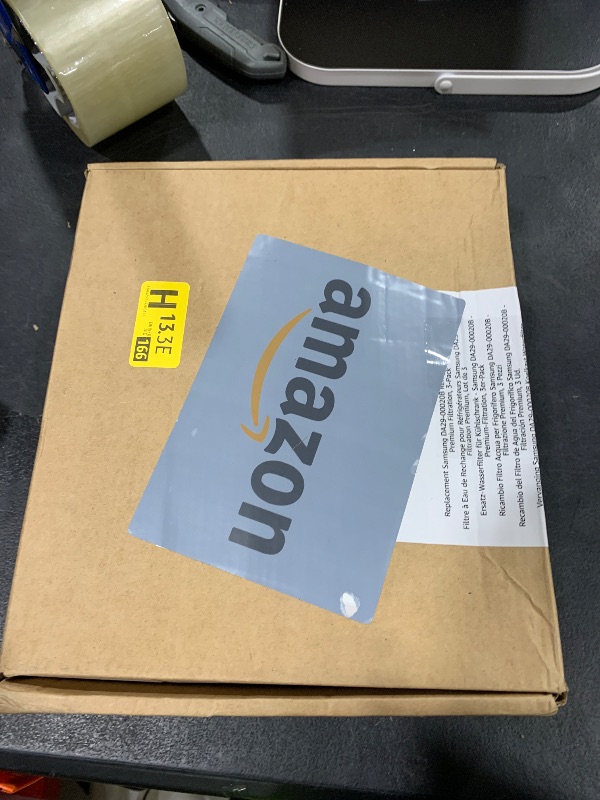 amazon
H
13.3E
166
Replacement Samsung DA29-00020B
Premium Filtration, 3-Pack
Filtre à Eau de Rechange pour Réfrigérateurs Samsung DA29
Filtration Premium, Lot de 3
Ersatz-Wasserfilter für Kühlschrank - Samsung DA29-00020B -
Premium-Filtration, 3er-Pack
Ricambio Filtro Acqua per Frigorifero Samsung DA29-00020B -
Filtrazione Premium, 3 Pezzi
Recambio del Filtro de Agua del Frigorífico Samsung DA29-00020B -
Filtración Premium, 3 Ud.